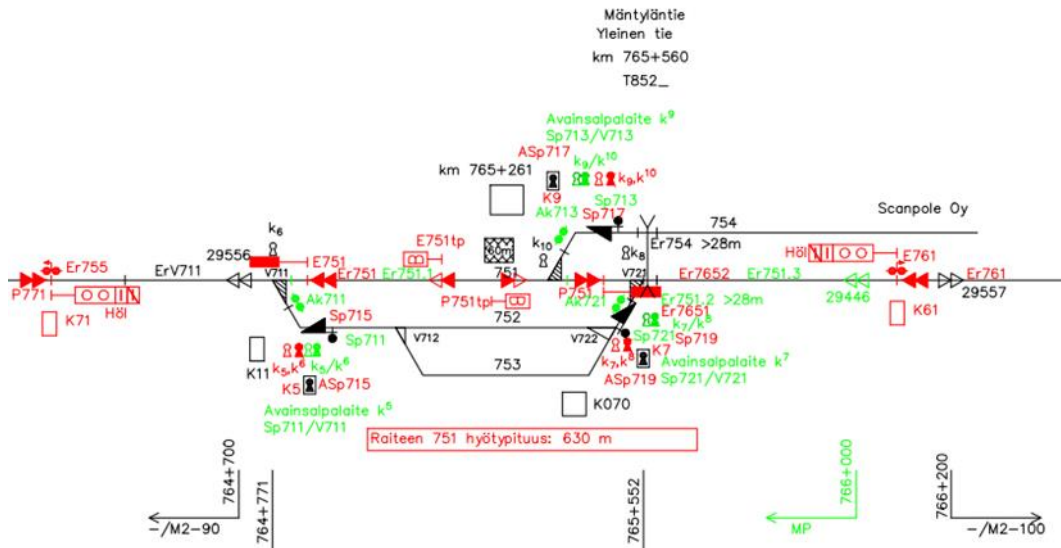 Mäntyläntie
Yleinen tie
km 765+560
T852_
Avainsalpalaite k⁹
Sp713/V713
ASp717
k₉/k¹⁰
km 765+261
K9
k₉,k¹⁰
Sp713
Ak713
Sp717
754
Scanpole Oy
k₆
29556
E751
E751tp
60m
k₁₀
k₈
Er754 >28m
Höl
E761
Er755
ErV711
V711
Er751
751.1
751
V721
Er7652
751.3
Er761
P771
Höl
K71
Ak711
P751tp
Ak721
P751
Er751.2 >28m
29446
29557
Sp715
752
Er7651
K61
K11
Sp711
V712
V722
Sp721
k₇/k⁸
Sp719
k₅,k⁶
k₅/k⁶
753
k₇,k⁸
K7
Avainsalpalaite k⁷
K5
ASp715
ASp719
Sp721/V721
Avainsalpalaite k⁵
Sp711/V711
K070
Raiteen 751 hyötypituus: 630 m
764+700
764+771
765+552
766+000
766+200
-/M2-90
MP
-/M2-100